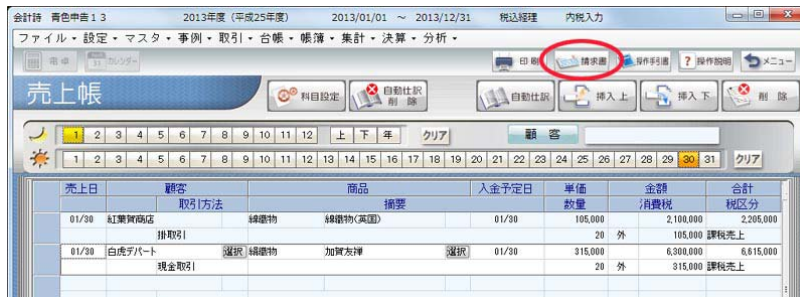 会計詩 青色申告13 2013年度（平成25年度） 2013/01/01 ～ 2013/12/31 税込経理 内税入力
ファイル・設定・マスタ・事例・取引・台帳・帳簿・集計・決算・分析・
電卓 カレンダー 印刷 請求書 操作手引書 操作説明 メニュー
売上帳 科目設定 自動仕訳削除 自動仕訳 挿入上 挿入下 削除
1 2 3 4 5 6 7 8 9 10 11 12 上 下 年 クリア 顧客
1 2 3 4 5 6 7 8 9 10 11 12 13 14 15 16 17 18 19 20 21 22 23 24 25 26 27 28 29 30 31 クリア
売上日 顧客 商品 入金予定日 単価 金額 合計
取引方法 摘要 数量 消費税 税区分
01/30 紅葉賀商店 綿織物 綿織物(英国) 01/30 105,000 2,100,000 2,205,000
掛取引 20 外 105,000 課税売上
01/30 白虎デパート 選択 絹織物 加賀友禅 選択 01/30 315,000 6,300,000 6,615,000
現金取引 20 外 315,000 課税売上